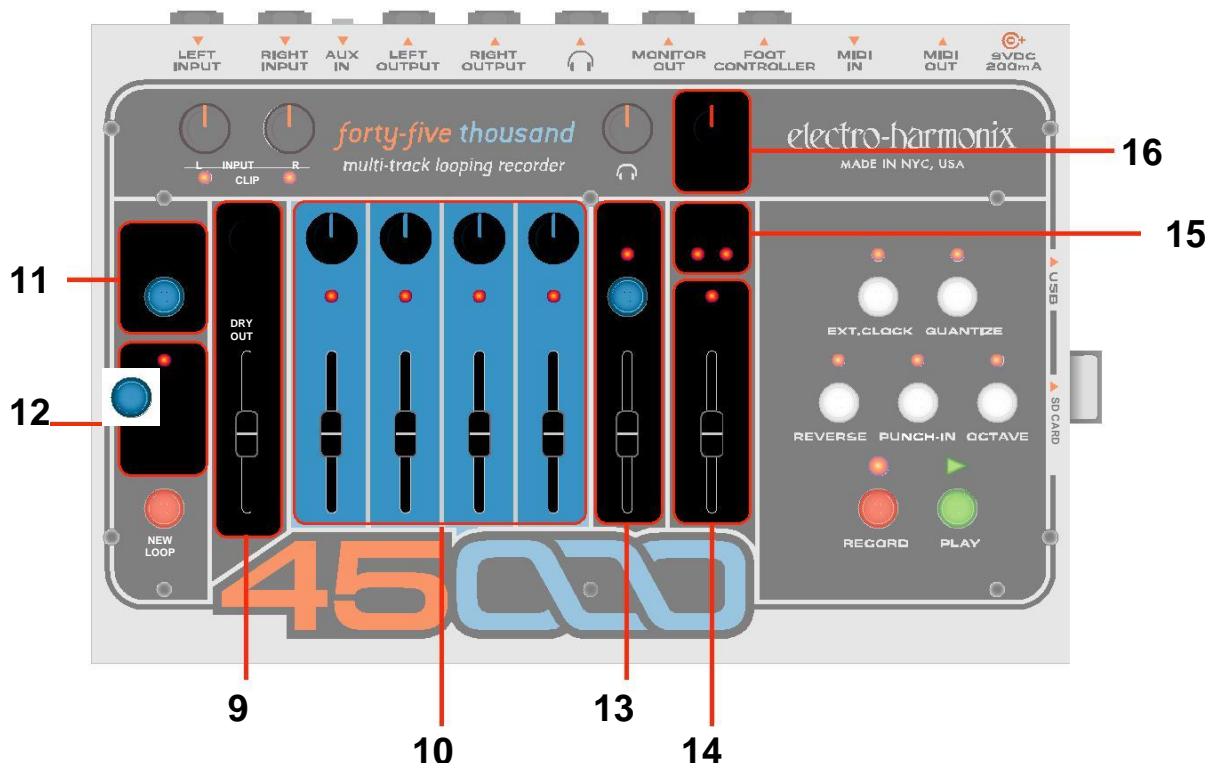 LEFT INPUT
RIGHT INPUT
AUX IN
LEFT OUTPUT
RIGHT OUTPUT
MONITOR OUT
FOOT CONTROLLER
MIDI IN
MIDI OUT
9VDC 200mA
forty-five thousand
multi-track looping recorder
electro-harmonix
MADE IN NYC, USA
L INPUT R
CLIP
16
15
11
12
DRY
OUT
USB
EXT.CLOCK QUANTIZE
REVERSE PUNCH-IN OCTAVE
SD CARD
RECORD PLAY
NEW
LOOP
45000
9
10
13
14